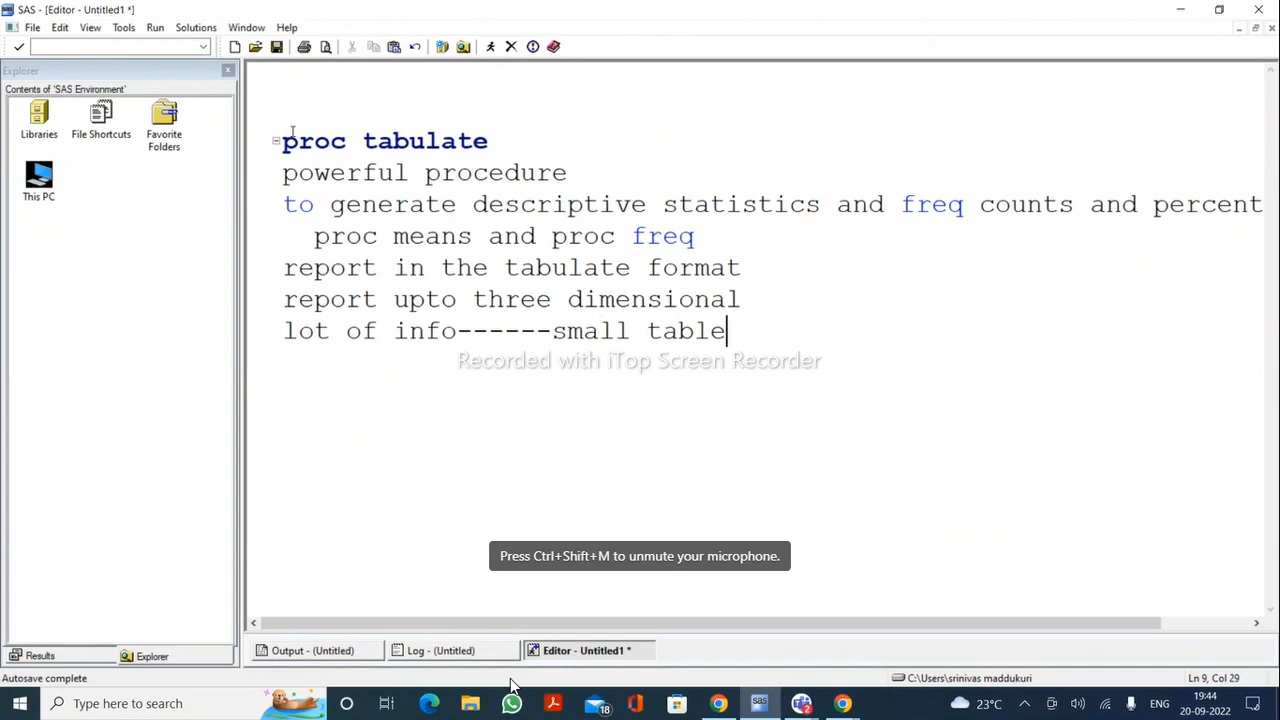 SAS - [Editor - Untitled1 *]
File Edit View Tools Run Solutions Window Help
Explorer
Contents of 'SAS Environment'
Libraries File Shortcuts Favorite Folders
This PC
proc tabulate
powerful procedure
to generate descriptive statistics and freq counts and percent
proc means and proc freq
report in the tabulate format
report upto three dimensional
lot of info------small table
Recorded with iTop Screen Recorder
Press Ctrl+Shift+M to unmute your microphone.
Results Explorer
Output - (Untitled) Log - (Untitled) Editor - Untitled1 *
Autosave complete C:\Users\srinivas maddukuri Ln 9, Col 29
Type here to search 18 2 23°C ENG 19:44
20-09-2022 2